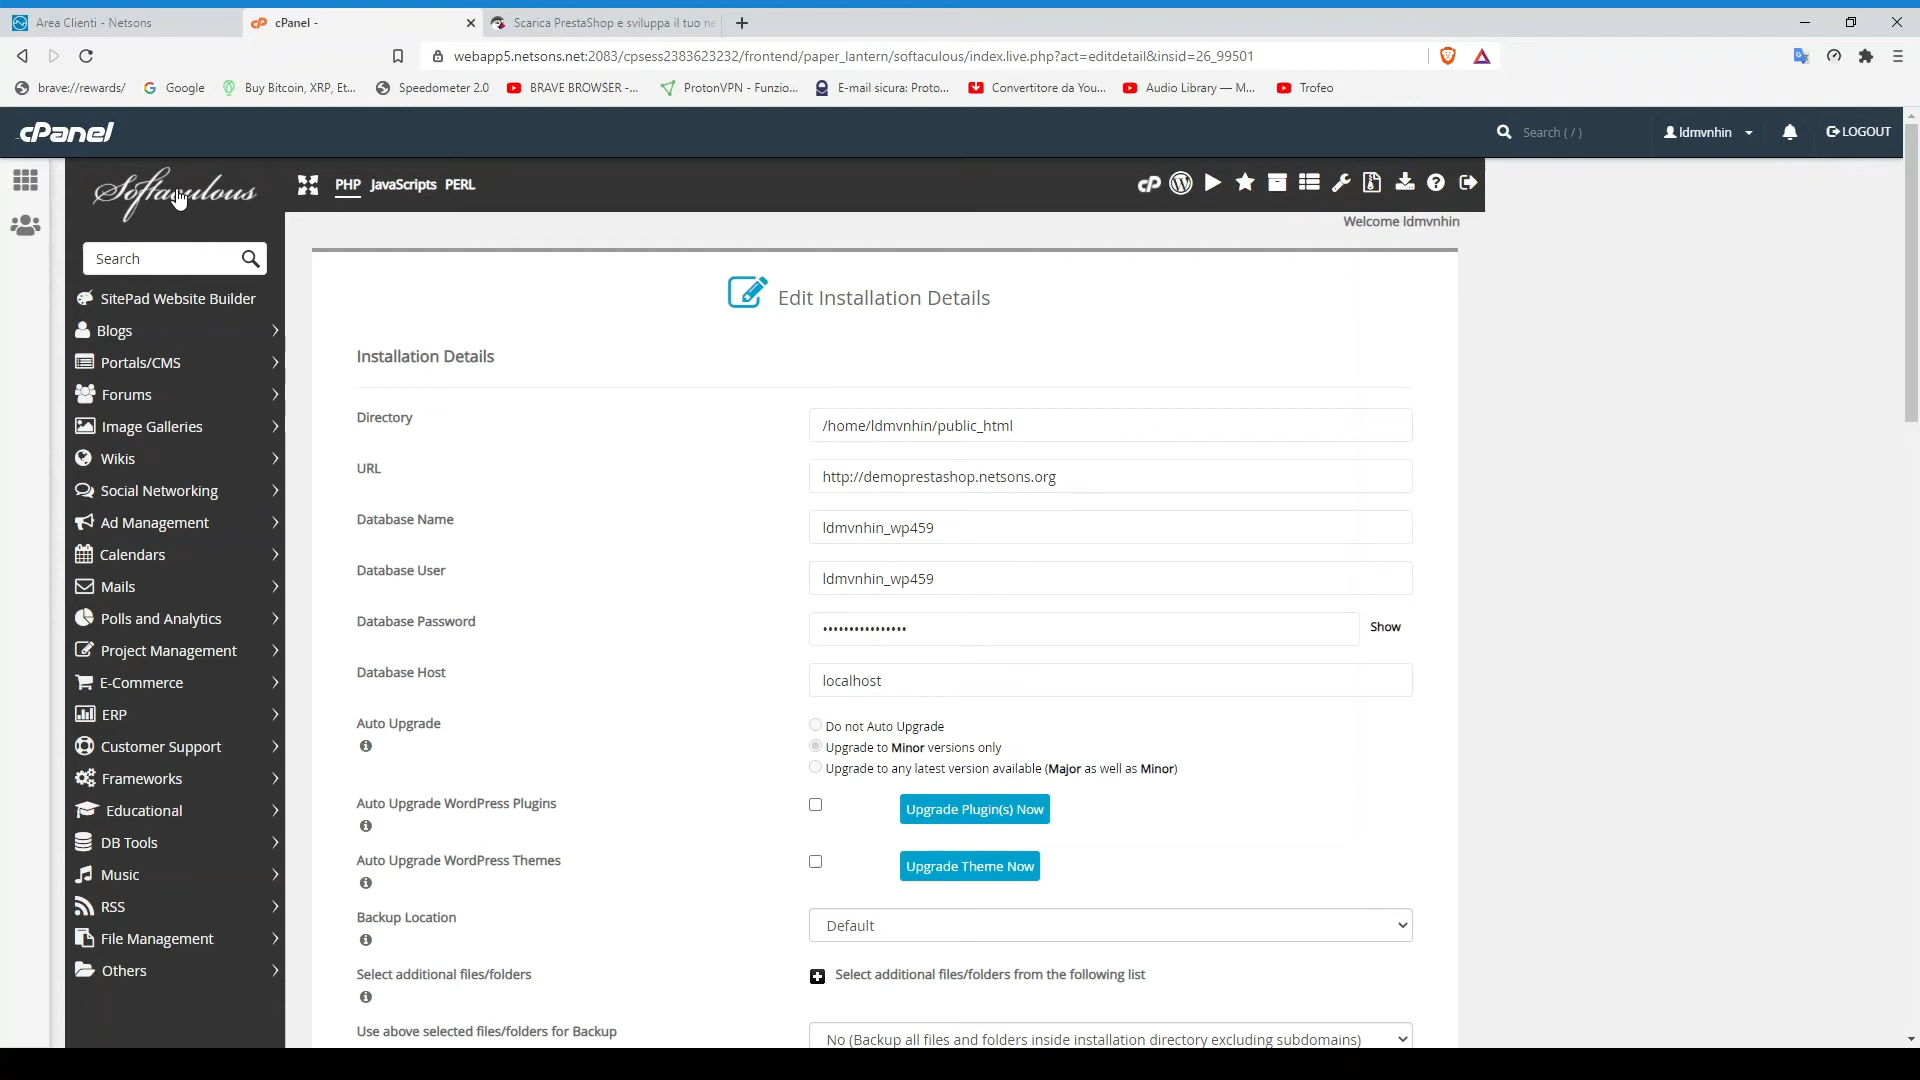 Area Clienti - Netsons
cPanel -
Scarica PrestaShop e sviluppa il tuo ne
webapp5.netsons.net:2083/cpsess2383623232/frontend/paper_lantern/softaculous/index.live.php?act=editdetail&insid=26_99501
brave://rewards/
Google
Buy Bitcoin, XRP, Et...
Speedometer 2.0
BRAVE BROWSER -...
ProtonVPN - Funzio...
E-mail sicura: Proto...
Convertitore da You...
Audio Library — M...
Trofeo
cPanel
Search ( / )
ldmvnhin
LOGOUT
Softaculous
PHP JavaScripts PERL
cP
Welcome ldmvnhin
Search
SitePad Website Builder
Blogs
Portals/CMS
Forums
Image Galleries
Wikis
Social Networking
Ad Management
Calendars
Mails
Polls and Analytics
Project Management
E-Commerce
ERP
Customer Support
Frameworks
Educational
DB Tools
Music
RSS
File Management
Others
Edit Installation Details
Installation Details
Directory
/home/ldmvnhin/public_html
URL
http://demoprestashop.netsons.org
Database Name
ldmvnhin_wp459
Database User
ldmvnhin_wp459
Database Password
••••••••••••••••
Show
Database Host
localhost
Auto Upgrade
Do not Auto Upgrade
Upgrade to Minor versions only
Upgrade to any latest version available (Major as well as Minor)
Auto Upgrade WordPress Plugins
Upgrade Plugin(s) Now
Auto Upgrade WordPress Themes
Upgrade Theme Now
Backup Location
Default
Select additional files/folders
Select additional files/folders from the following list
Use above selected files/folders for Backup
No (Backup all files and folders inside installation directory excluding subdomains)